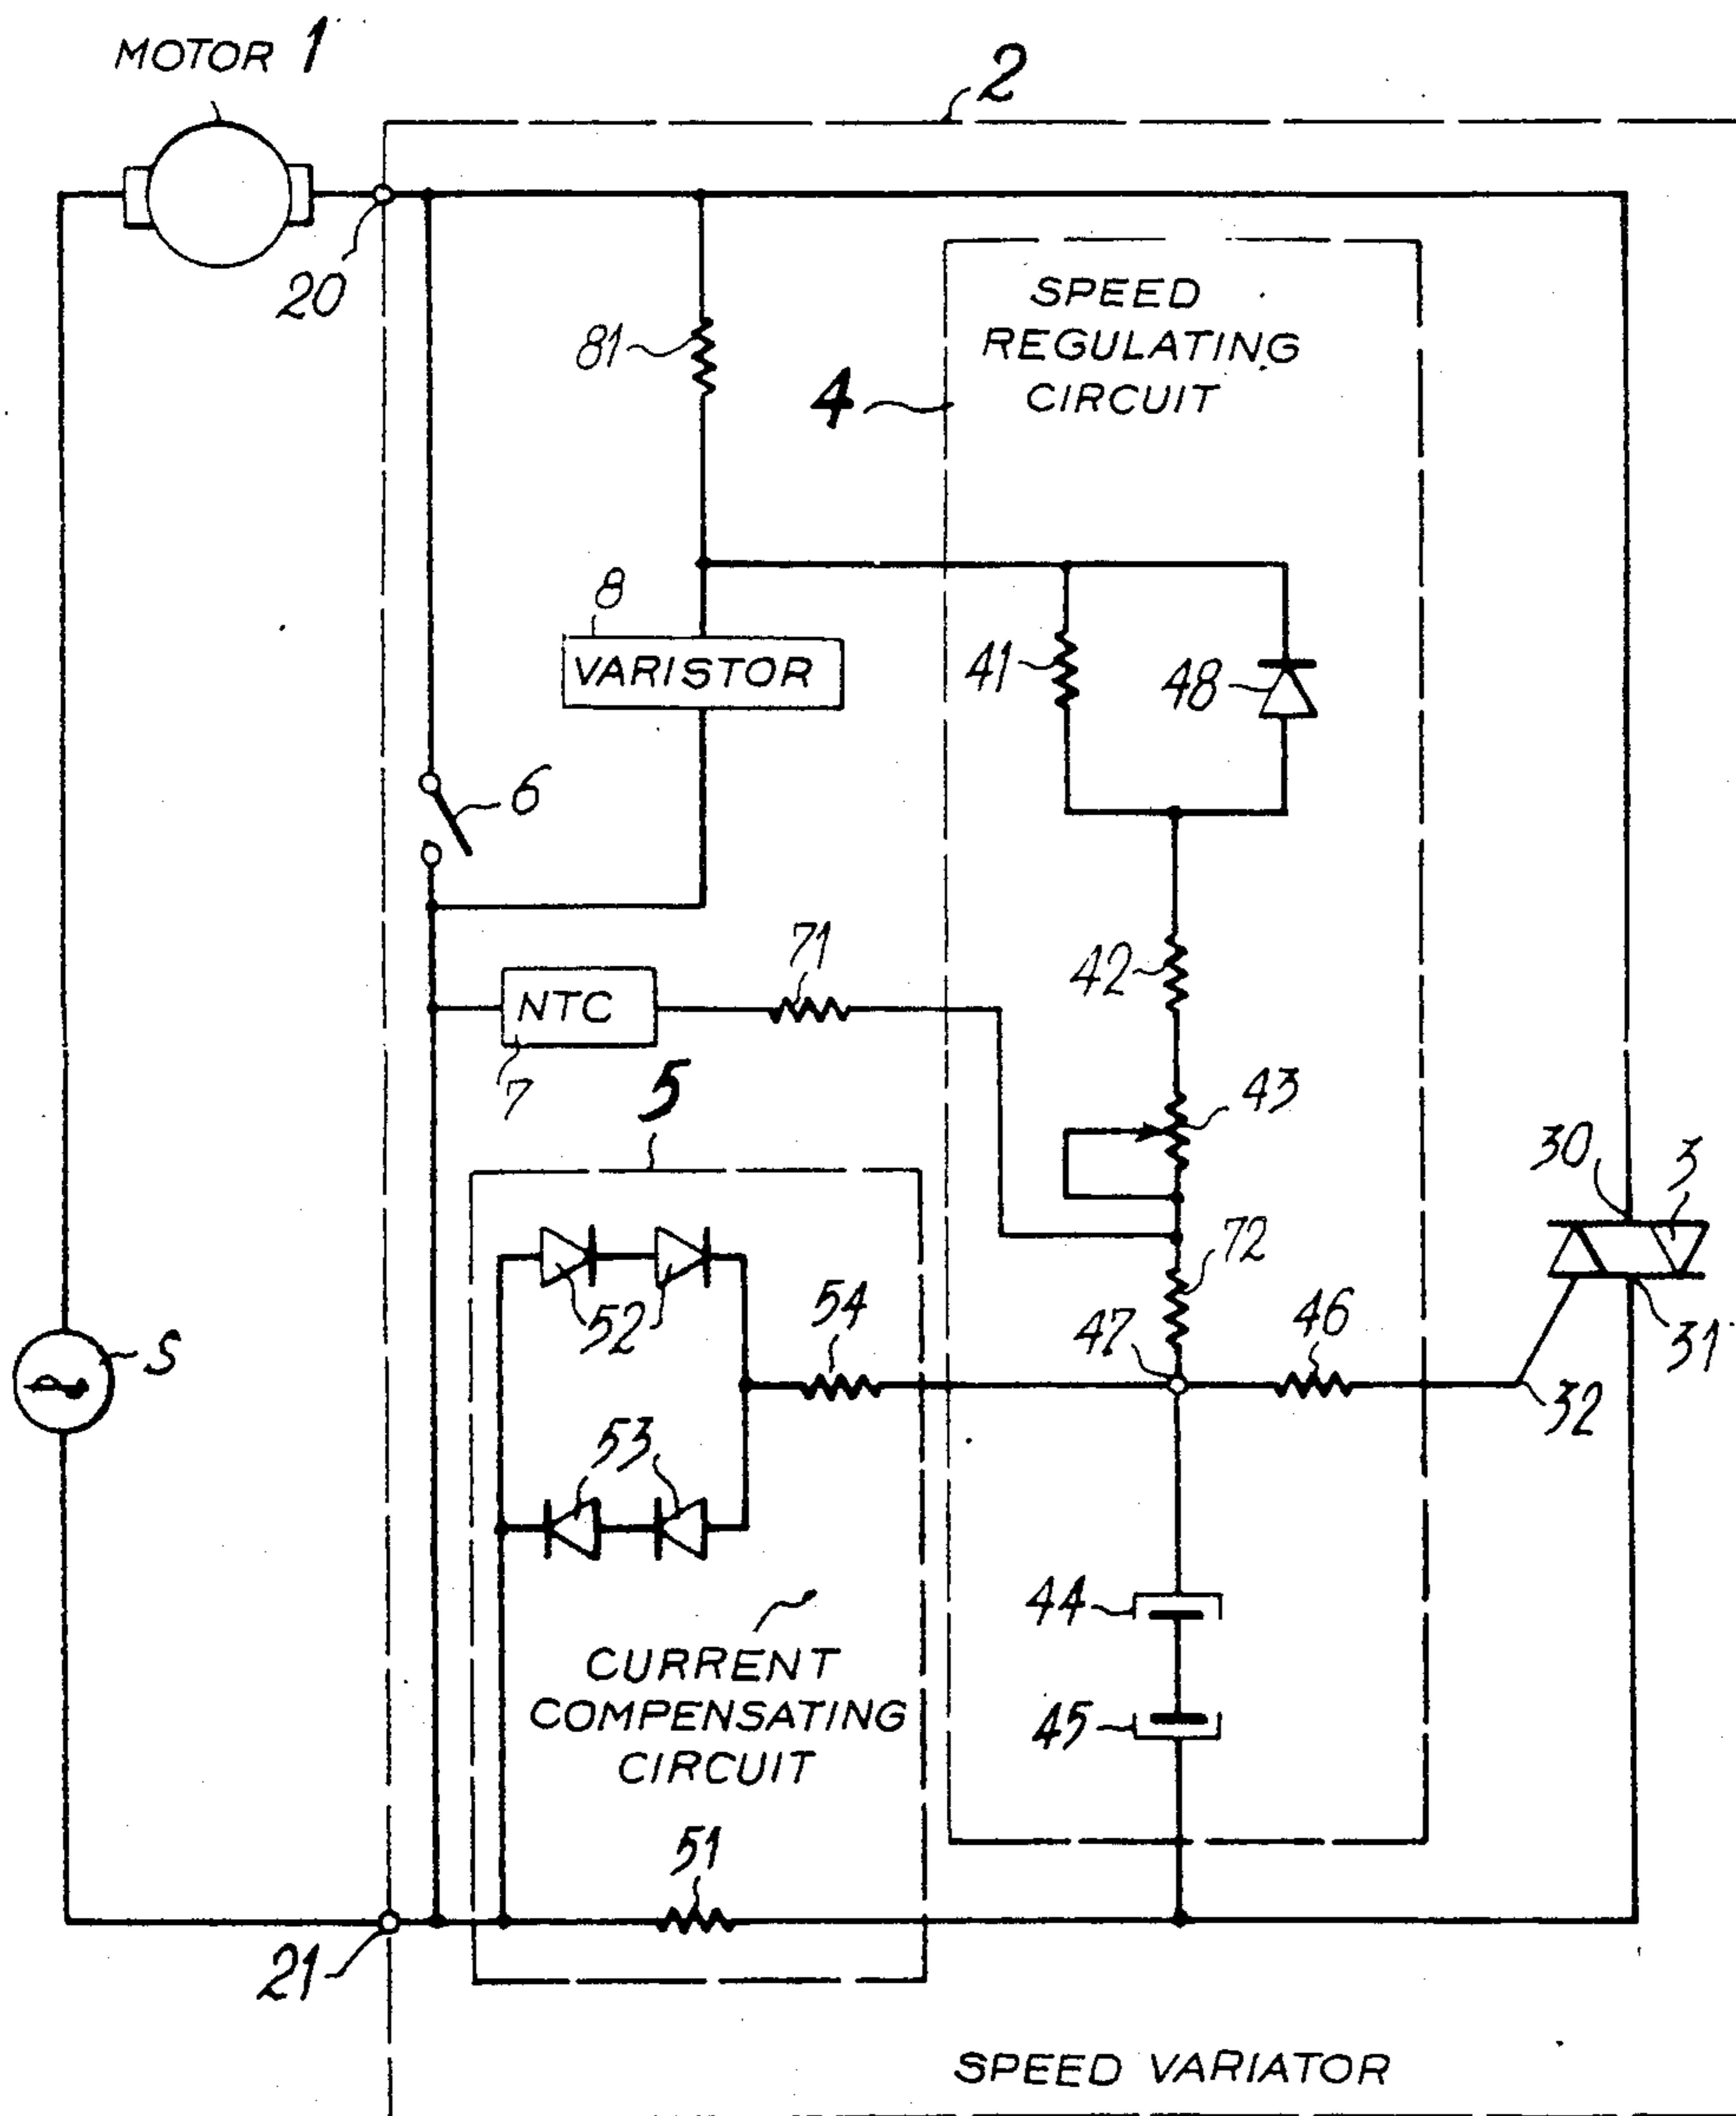 MOTOR 1
2
20
81
SPEED
REGULATING
CIRCUIT
4
8
VARISTOR
41
48
6
71
42
NTC
7
5
43
30
3
72
52
54
47
46
31
S
32
53
44
CURRENT
COMPENSATING
CIRCUIT
45
51
21
SPEED VARIATOR